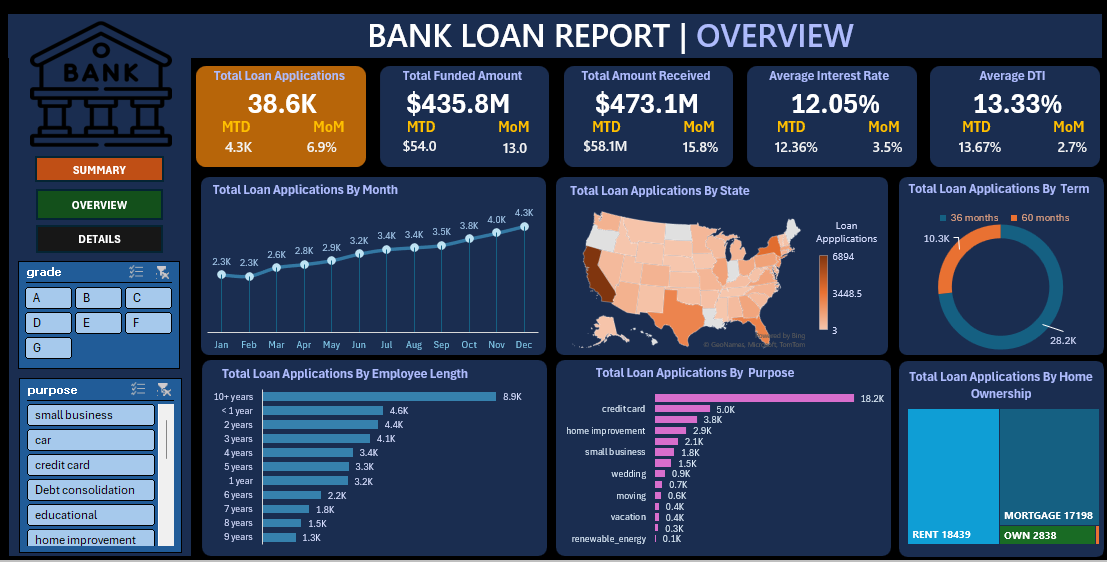 BANK LOAN REPORT | OVERVIEW
BANK
SUMMARY
OVERVIEW
DETAILS
grade
A B C
D E F
G
purpose
small business
car
credit card
Debt consolidation
educational
home improvement
Total Loan Applications
38.6K
MTD MoM
4.3K 6.9%
Total Funded Amount
$435.8M
MTD MoM
$54.0 13.0
Total Amount Received
$473.1M
MTD MoM
$58.1M 15.8%
Average Interest Rate
12.05%
MTD MoM
12.36% 3.5%
Average DTI
13.33%
MTD MoM
13.67% 2.7%
Total Loan Applications By Month
2.3K 2.3K 2.6K 2.8K 2.9K 3.2K 3.4K 3.4K 3.5K 3.8K 4.0K 4.3K
Jan Feb Mar Apr May Jun Jul Aug Sep Oct Nov Dec
Total Loan Applications By State
Loan
Appplications
6894
3448.5
3
Powered by Bing
© GeoNames, Microsoft, TomTom
Total Loan Applications By Term
36 months 60 months
10.3K
28.2K
Total Loan Applications By Employee Length
10+ years 8.9K
< 1 year 4.6K
2 years 4.4K
3 years 4.1K
4 years 3.4K
5 years 3.3K
1 year 3.2K
6 years 2.2K
7 years 1.8K
8 years 1.5K
9 years 1.3K
Total Loan Applications By Purpose
18.2K
credit card 5.0K
3.8K
home improvement 2.9K
2.1K
small business 1.8K
1.5K
wedding 0.9K
0.7K
moving 0.6K
0.4K
vacation 0.4K
0.3K
renewable_energy 0.1K
Total Loan Applications By Home
Ownership
RENT 18439
MORTGAGE 17198
OWN 2838